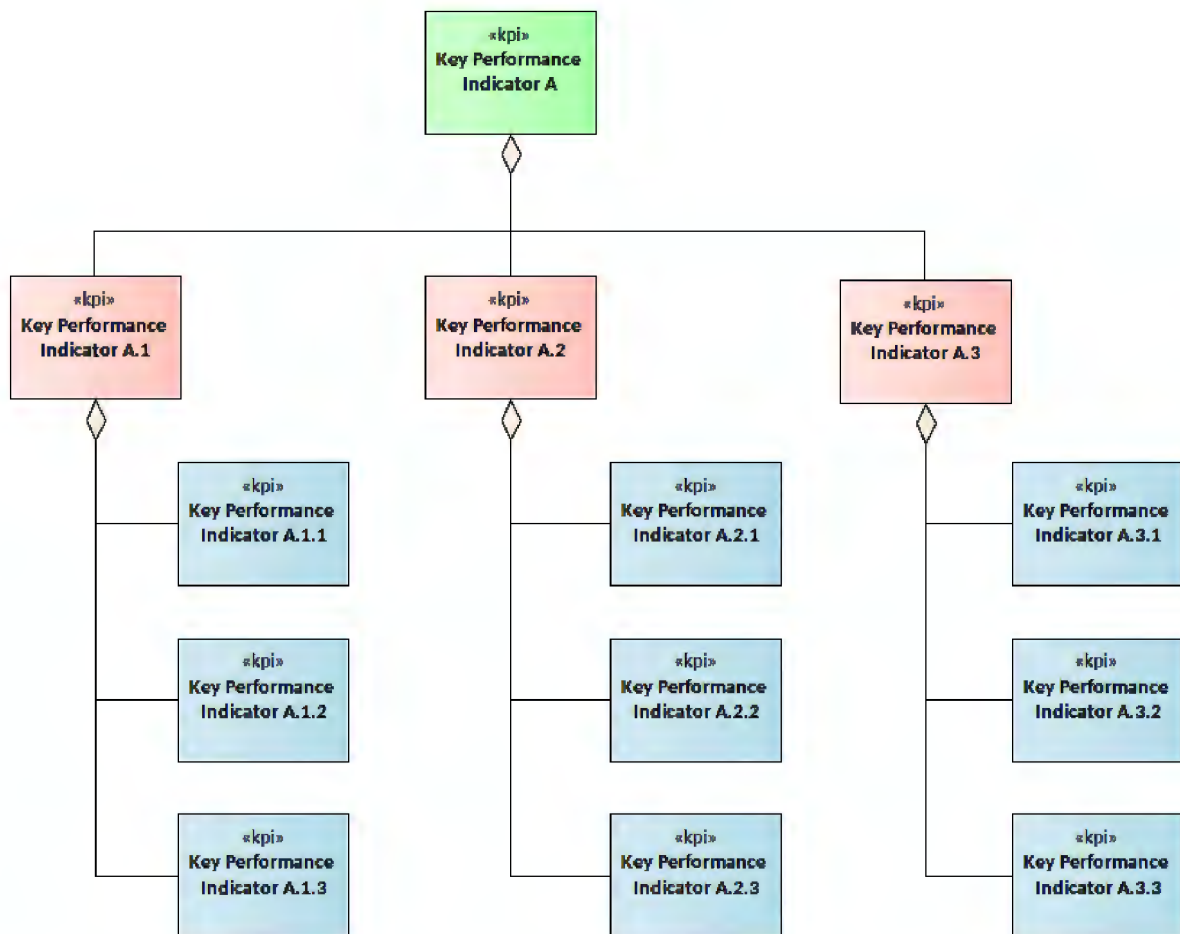 «kpi»
Key Performance
Indicator A
«kpi»
Key Performance
Indicator A.1
«kpi»
Key Performance
Indicator A.2
«kpi»
Key Performance
Indicator A.3
«kpi»
Key Performance
Indicator A.1.1
«kpi»
Key Performance
Indicator A.2.1
«kpi»
Key Performance
Indicator A.3.1
«kpi»
Key Performance
Indicator A.1.2
«kpi»
Key Performance
Indicator A.2.2
«kpi»
Key Performance
Indicator A.3.2
«kpi»
Key Performance
Indicator A.1.3
«kpi»
Key Performance
Indicator A.2.3
«kpi»
Key Performance
Indicator A.3.3